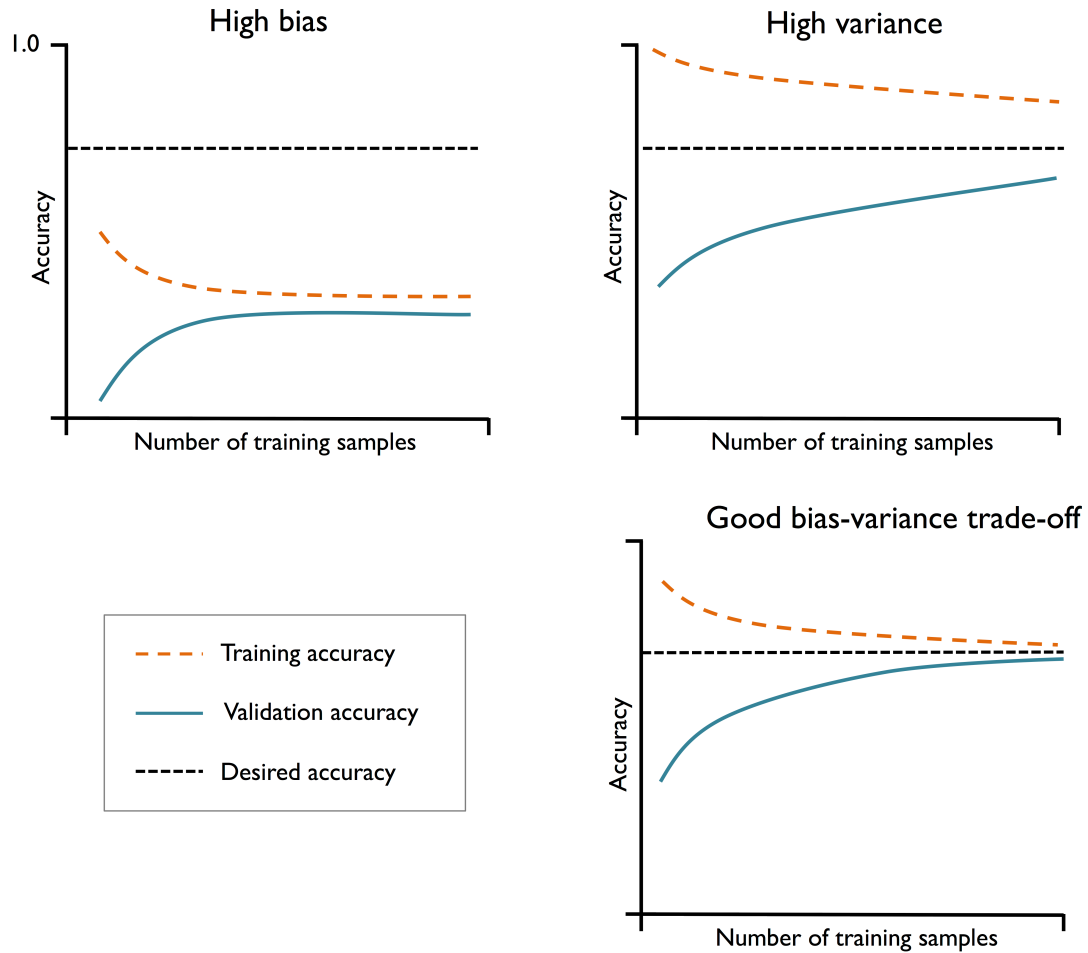 High bias
1.0
Accuracy
Number of training samples
High variance
Accuracy
Number of training samples
Training accuracy
Validation accuracy
Desired accuracy
Good bias-variance trade-off
Accuracy
Number of training samples